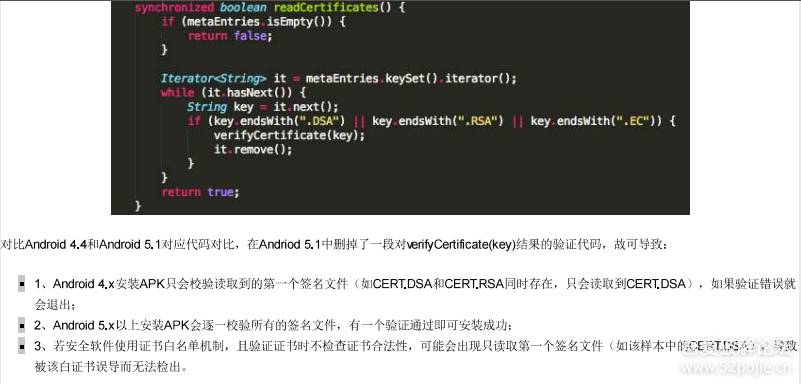 synchronized boolean readCertificates() {
if (metaEntries.isEmpty()) {
return false;
}
Iterator<String> it = metaEntries.keySet().iterator();
while (it.hasNext()) {
String key = it.next();
if (key.endsWith(".DSA") || key.endsWith(".RSA") || key.endsWith(".EC")) {
verifyCertificate(key);
it.remove();
}
}
return true;
}
对比Android 4.4和Android 5.1对应代码对比，在Andriod 5.1中删掉了一段对verifyCertificate(key)结果的验证代码，故可导致：
1、Android 4.x安装APK只会校验读取到的第一个签名文件（如CERT.DSA和CERT.RSA同时存在，只会读取到CERT.DSA），如果验证错误就
会退出；
2、Android 5.x以上安装APK会逐一校验所有的签名文件，有一个验证通过即可安装成功；
3、若安全软件使用证书白名单机制，且验证证书时不检查证书合法性，可能会出现只读取第一个签名文件（如该样本中的CERT.DSA），导致
被该白证书误导而无法检出。
吾爱破解论坛
www.52pojie.cn